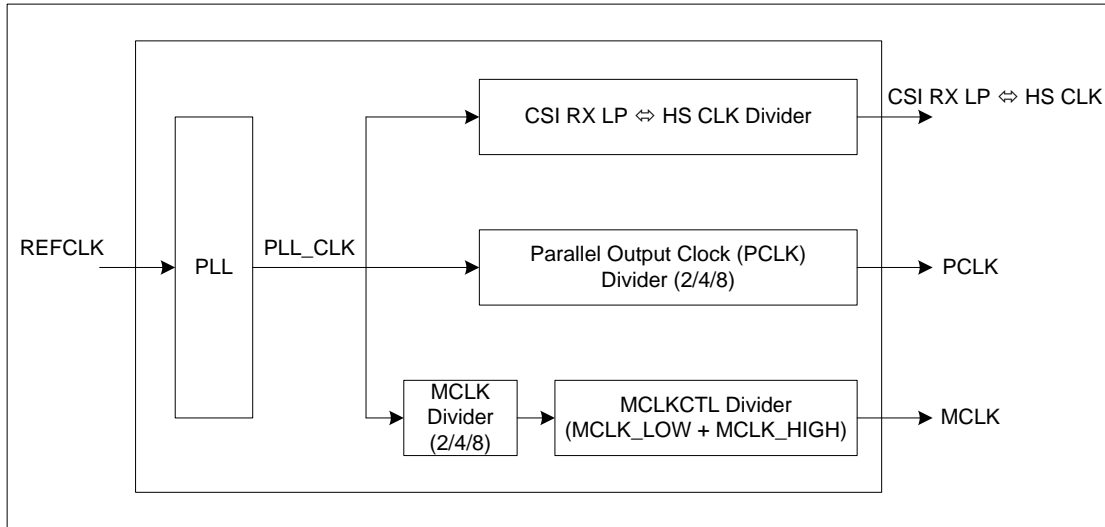 CSI RX LP ⇔ HS CLK Divider
CSI RX LP ⇔ HS CLK
REFCLK
PLL
PLL_CLK
Parallel Output Clock (PCLK)
Divider (2/4/8)
PCLK
MCLK
Divider
(2/4/8)
MCLKCTL Divider
(MCLK_LOW + MCLK_HIGH)
MCLK